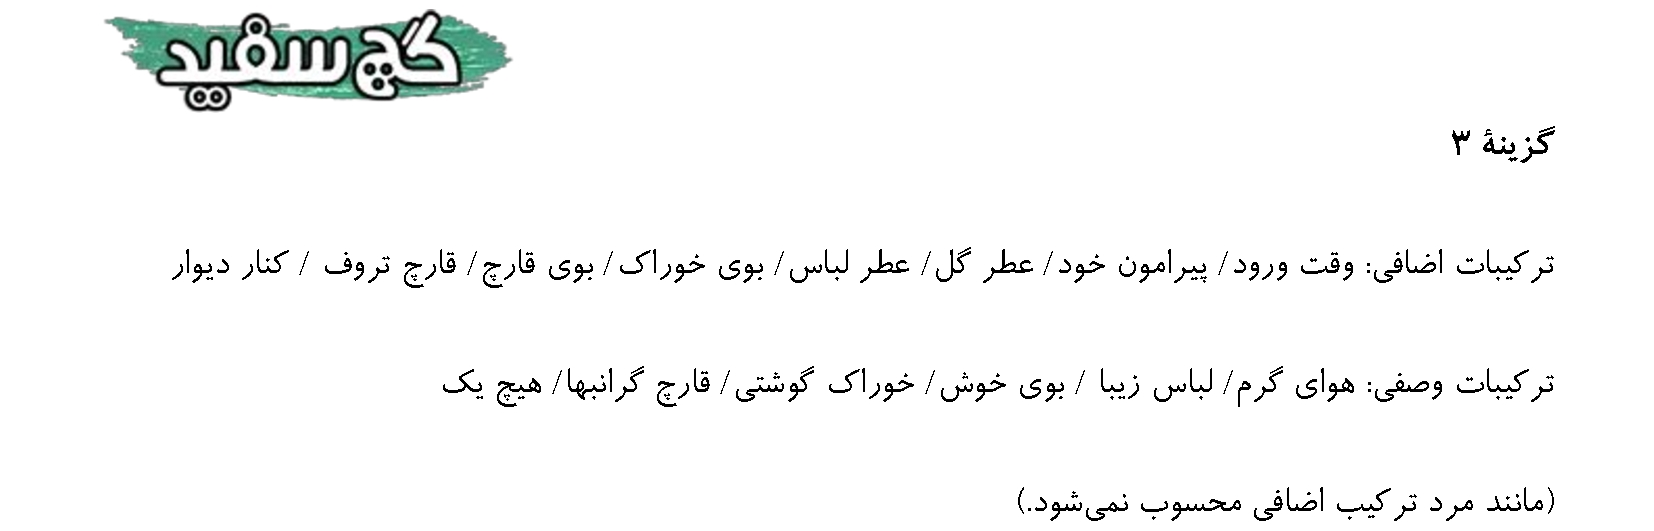 گچ سفید
گزینهٔ ۳
ترکیبات اضافی: وقت ورود/ پیرامون خود/ عطر گل/ عطر لباس/ بوی خوراک/ بوی قارچ/ قارچ تروف / کنار دیوار
ترکیبات وصفی: هوای گرم/ لباس زیبا / بوی خوش/ خوراک گوشتی/ قارچ گرانبها/ هیچ یک
(مانند مرد ترکیب اضافی محسوب نمی‌شود.)